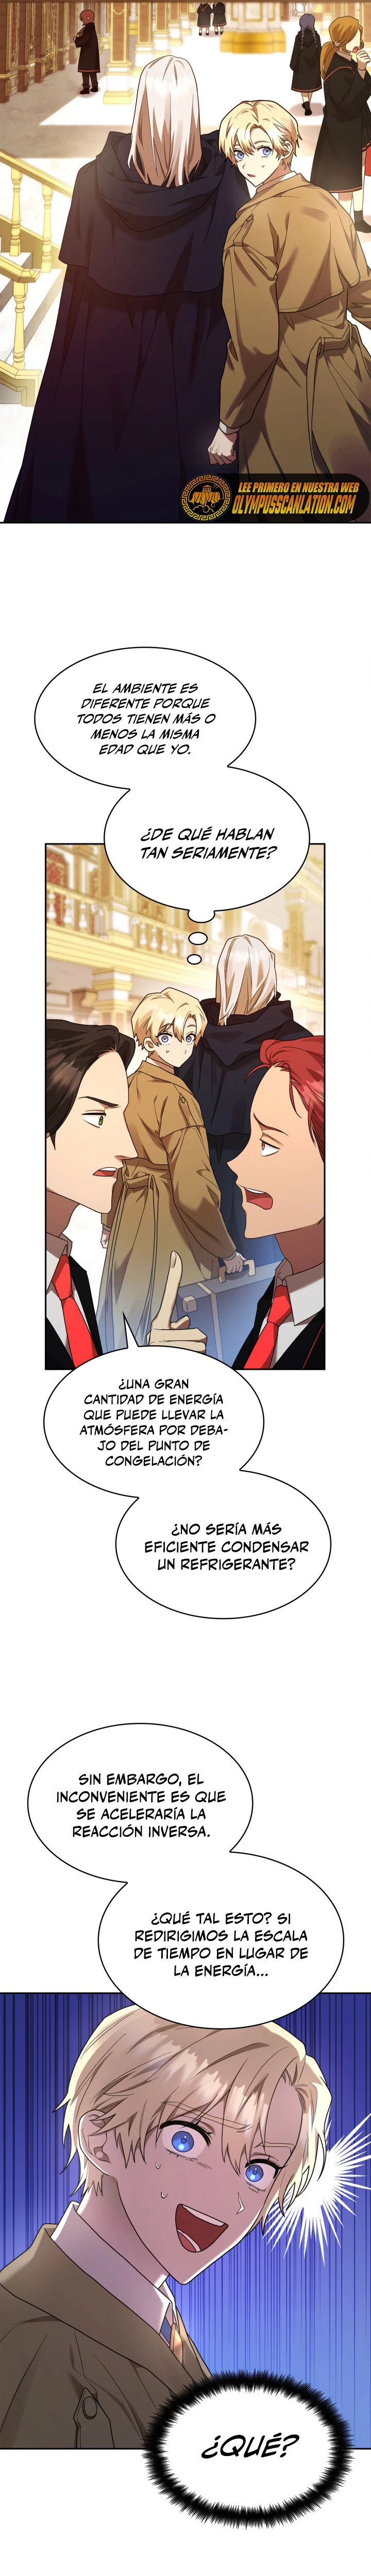 LEE PRIMERO EN NUESTRA WEB
OLYMPUSSCANLATION.COM
EL AMBIENTE ES
DIFERENTE PORQUE
TODOS TIENEN MÁS O
MENOS LA MISMA
EDAD QUE YO.
¿DE QUÉ HABLAN
TAN SERIAMENTE?
¿UNA GRAN
CANTIDAD DE ENERGÍA
QUE PUEDE LLEVAR LA
ATMÓSFERA POR DEBA-
JO DEL PUNTO DE
CONGELACIÓN?
¿NO SERÍA MÁS
EFICIENTE CONDENSAR
UN REFRIGERANTE?
SIN EMBARGO, EL
INCONVENIENTE ES QUE
SE ACELERARÍA LA
REACCIÓN INVERSA.
¿QUÉ TAL ESTO? SI
REDIRIGIMOS LA ESCALA
DE TIEMPO EN LUGAR DE
LA ENERGÍA...
¿QUÉ?